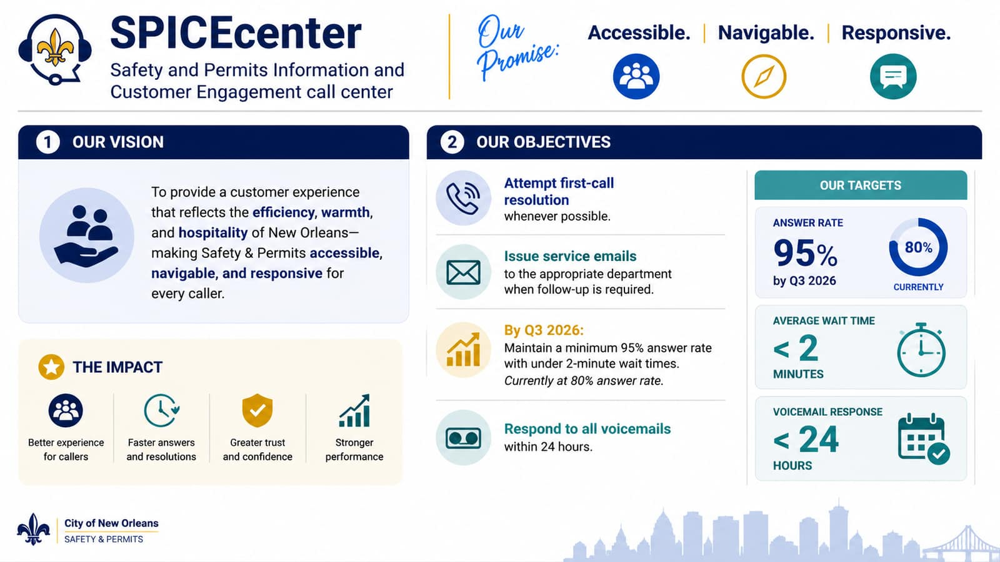 SPICEcenter
Safety and Permits Information and
Customer Engagement call center
Our
Promise:
Accessible.
Navigable.
Responsive.
1 OUR VISION
To provide a customer experience
that reflects the efficiency, warmth,
and hospitality of New Orleans—
making Safety & Permits accessible,
navigable, and responsive for
every caller.
THE IMPACT
Better experience
for callers
Faster answers
and resolutions
Greater trust
and confidence
Stronger
performance
2 OUR OBJECTIVES
Attempt first-call
resolution
whenever possible.
Issue service emails
to the appropriate department
when follow-up is required.
By Q3 2026:
Maintain a minimum 95% answer rate
with under 2-minute wait times.
Currently at 80% answer rate.
Respond to all voicemails
within 24 hours.
OUR TARGETS
ANSWER RATE
95%
by Q3 2026
80%
CURRENTLY
AVERAGE WAIT TIME
< 2
MINUTES
VOICEMAIL RESPONSE
< 24
HOURS
City of New Orleans
SAFETY & PERMITS